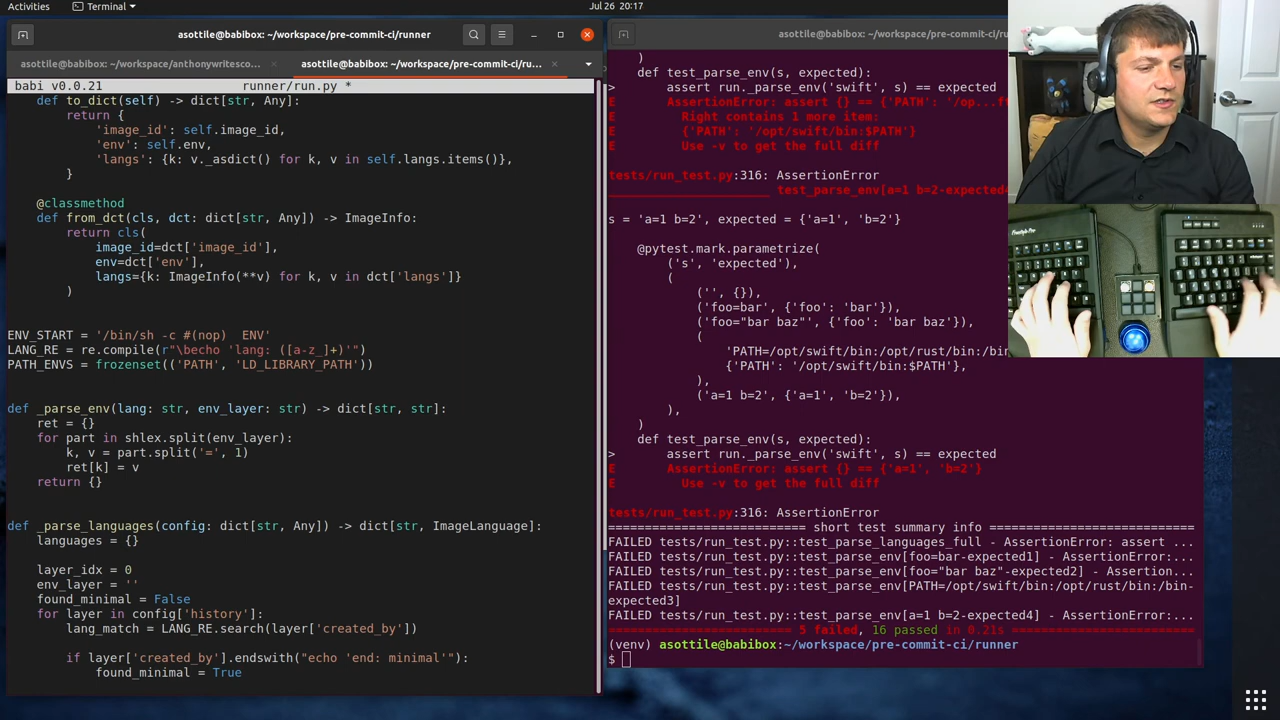 Activities
Terminal
Jul 26 20:17
asottile@babibox: ~/workspace/pre-commit-ci/runner
asottile@babibox: ~/workspace/anthonywritesco...
asottile@babibox: ~/workspace/pre-commit-ci/ru...
babi v0.0.21 runner/run.py *
def to_dict(self) -> dict[str, Any]:
return {
'image_id': self.image_id,
'env': self.env,
'langs': {k: v._asdict() for k, v in self.langs.items()},
}
@classmethod
def from_dct(cls, dct: dict[str, Any]) -> ImageInfo:
return cls(
image_id=dct['image_id'],
env=dct['env'],
langs={k: ImageInfo(**v) for k, v in dct['langs']}
)
ENV_START = '/bin/sh -c #(nop)  ENV'
LANG_RE = re.compile(r"\becho 'lang: ([a-z_]+)'")
PATH_ENVS = frozenset(('PATH', 'LD_LIBRARY_PATH'))
def _parse_env(lang: str, env_layer: str) -> dict[str, str]:
ret = {}
for part in shlex.split(env_layer):
k, v = part.split('=', 1)
ret[k] = v
return {}
def _parse_languages(config: dict[str, Any]) -> dict[str, ImageLanguage]:
languages = {}
layer_idx = 0
env_layer = ''
found_minimal = False
for layer in config['history']:
lang_match = LANG_RE.search(layer['created_by'])
if layer['created_by'].endswith("echo 'end: minimal'"):
found_minimal = True
asottile@babibox: ~/workspace/pre-commit-ci/run
)
def test_parse_env(s, expected):
> assert run._parse_env('swift', s) == expected
E AssertionError: assert {} == {'PATH': '/op...ft
E Right contains 1 more item:
E {'PATH': '/opt/swift/bin:$PATH'}
E Use -v to get the full diff
tests/run_test.py:316: AssertionError
______________________ test_parse_env[a=1 b=2-expected4
s = 'a=1 b=2', expected = {'a=1', 'b=2'}
@pytest.mark.parametrize(
('s', 'expected'),
(
('', {}),
('foo=bar', {'foo': 'bar'}),
('foo="bar baz"', {'foo': 'bar baz'}),
(
'PATH=/opt/swift/bin:/opt/rust/bin:/bin
{'PATH': '/opt/swift/bin:$PATH'},
),
('a=1 b=2', {'a=1', 'b=2'}),
),
)
def test_parse_env(s, expected):
> assert run._parse_env('swift', s) == expected
E AssertionError: assert {} == {'a=1', 'b=2'}
E Use -v to get the full diff
tests/run_test.py:316: AssertionError
=========================== short test summary info ============================
FAILED tests/run_test.py::test_parse_languages_full - AssertionError: assert ...
FAILED tests/run_test.py::test_parse_env[foo=bar-expected1] - AssertionError:...
FAILED tests/run_test.py::test_parse_env[foo="bar baz"-expected2] - Assertion...
FAILED tests/run_test.py::test_parse_env[PATH=/opt/swift/bin:/opt/rust/bin:/bin-
expected3]
FAILED tests/run_test.py::test_parse_env[a=1 b=2-expected4] - AssertionError:...
========================= 5 failed, 16 passed in 0.21s =========================
(venv) asottile@babibox:~/workspace/pre-commit-ci/runner
$